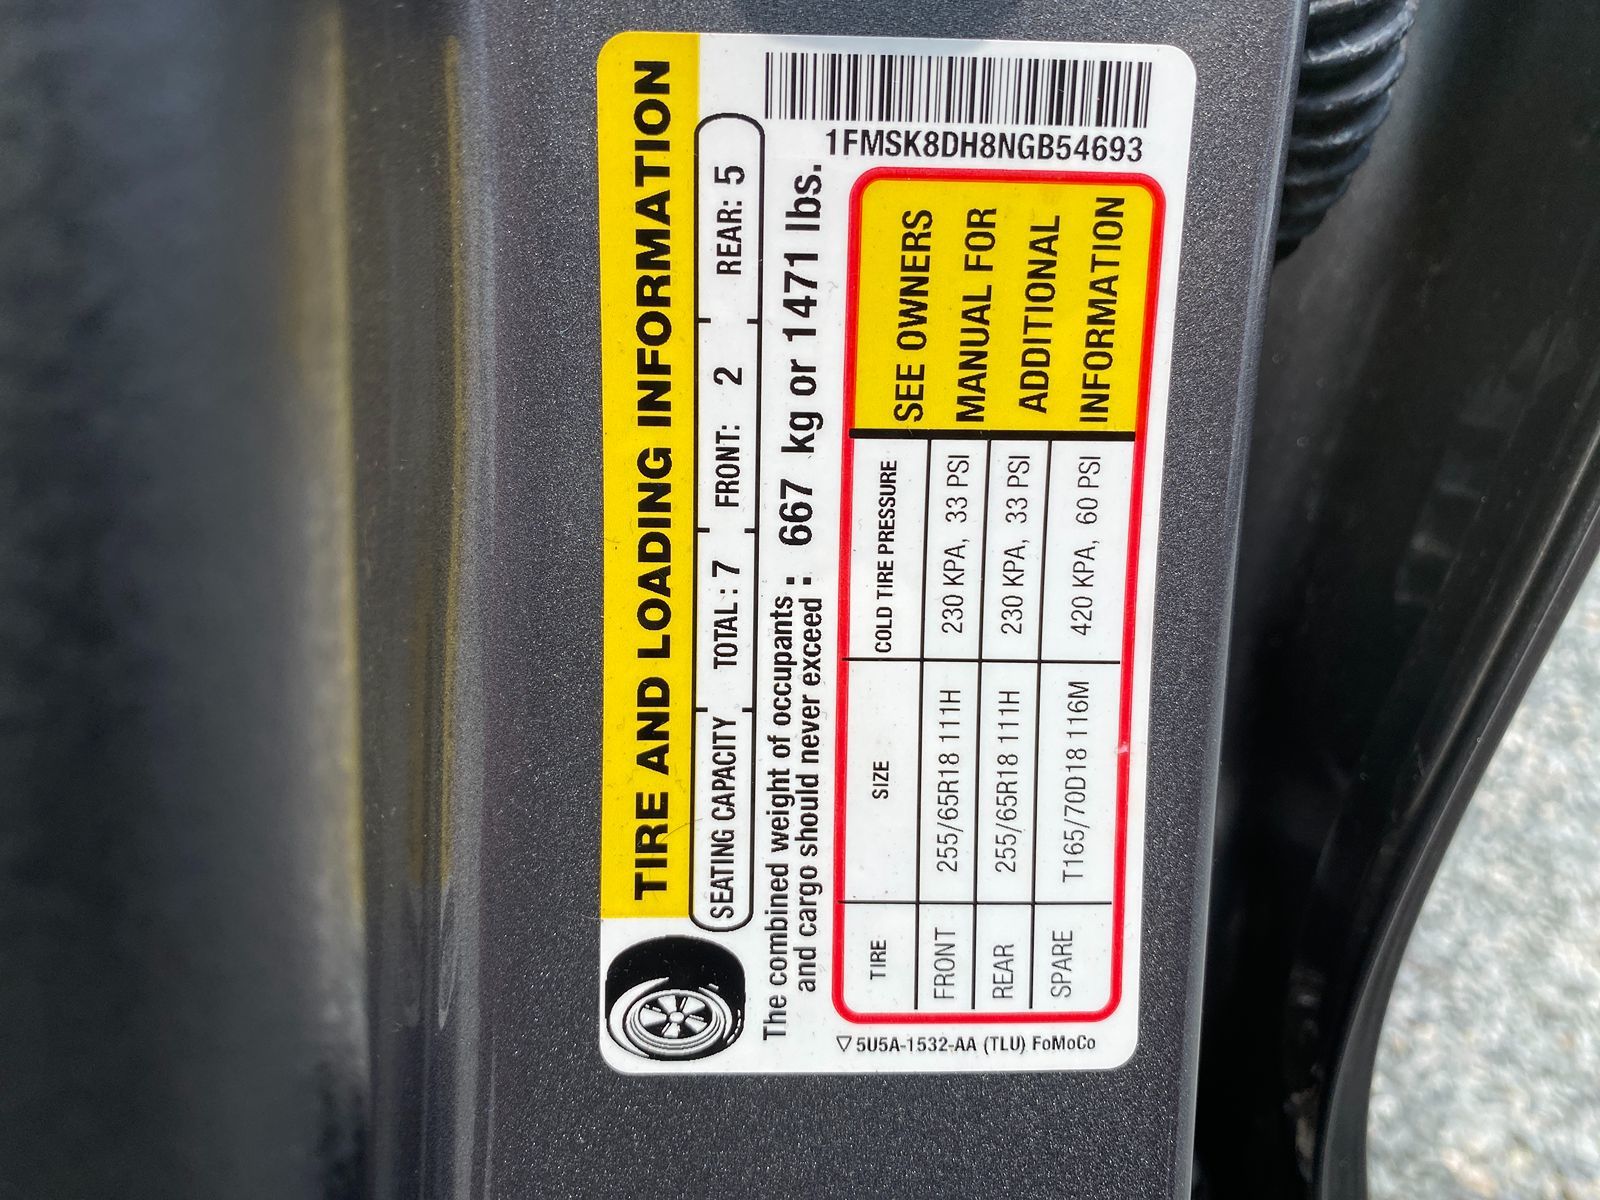 TIRE AND LOADING INFORMATION
SEATING CAPACITY TOTAL : 7 FRONT: 2 REAR: 5
The combined weight of occupants
and cargo should never exceed : 667 kg or 1471 lbs.
1FMSK8DH8NGB54693
TIRE SIZE COLD TIRE PRESSURE
FRONT 255/65R18 111H 230 KPA, 33 PSI
REAR 255/65R18 111H 230 KPA, 33 PSI
SPARE T165/70D18 116M 420 KPA, 60 PSI
SEE OWNERS
MANUAL FOR
ADDITIONAL
INFORMATION
5U5A-1532-AA (TLU) FoMoCo